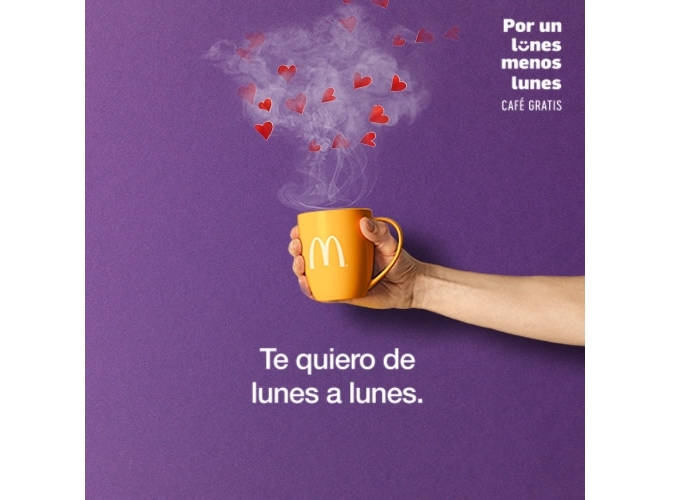 Por un
lunes
menos
lunes
CAFÉ GRATIS
M
Te quiero de
lunes a lunes.